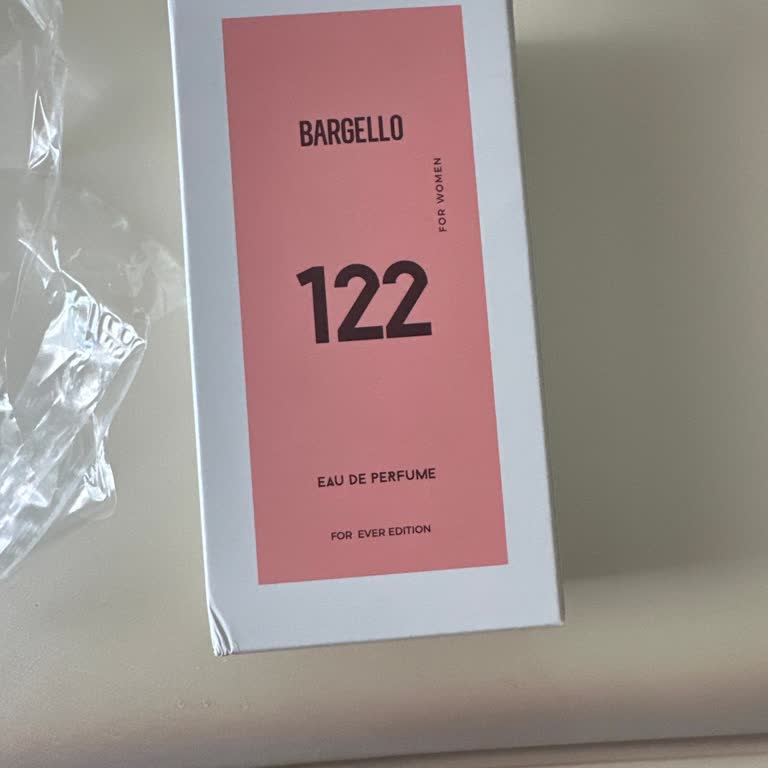 BARGELLO
FOR WOMEN
122
EAU DE PERFUME
FOR EVER EDITION